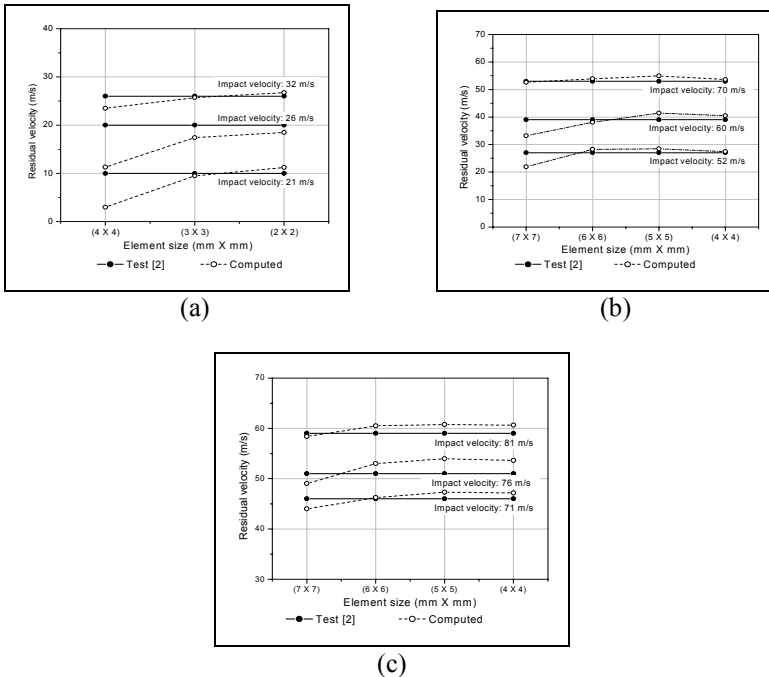 (a)
40
30
20
10
0
Residual velocity (m/s)
Impact velocity: 32 m/s
Impact velocity: 26 m/s
Impact velocity: 21 m/s
(4 X 4) (3 X 3) (2 X 2)
Element size (mm X mm)
Test [2] Computed
(b)
70
60
50
40
30
20
10
0
Residual velocity (m/s)
Impact velocity: 70 m/s
Impact velocity: 60 m/s
Impact velocity: 52 m/s
(7 X 7) (6 X 6) (5 X 5) (4 X 4)
Element size (mm X mm)
Test [2] Computed
70
60
50
40
30
Residual velocity (m/s)
Impact velocity: 81 m/s
Impact velocity: 76 m/s
Impact velocity: 71 m/s
(7 X 7) (6 X 6) (5 X 5) (4 X 4)
Element size (mm X mm)
Test [2] Computed
(c)